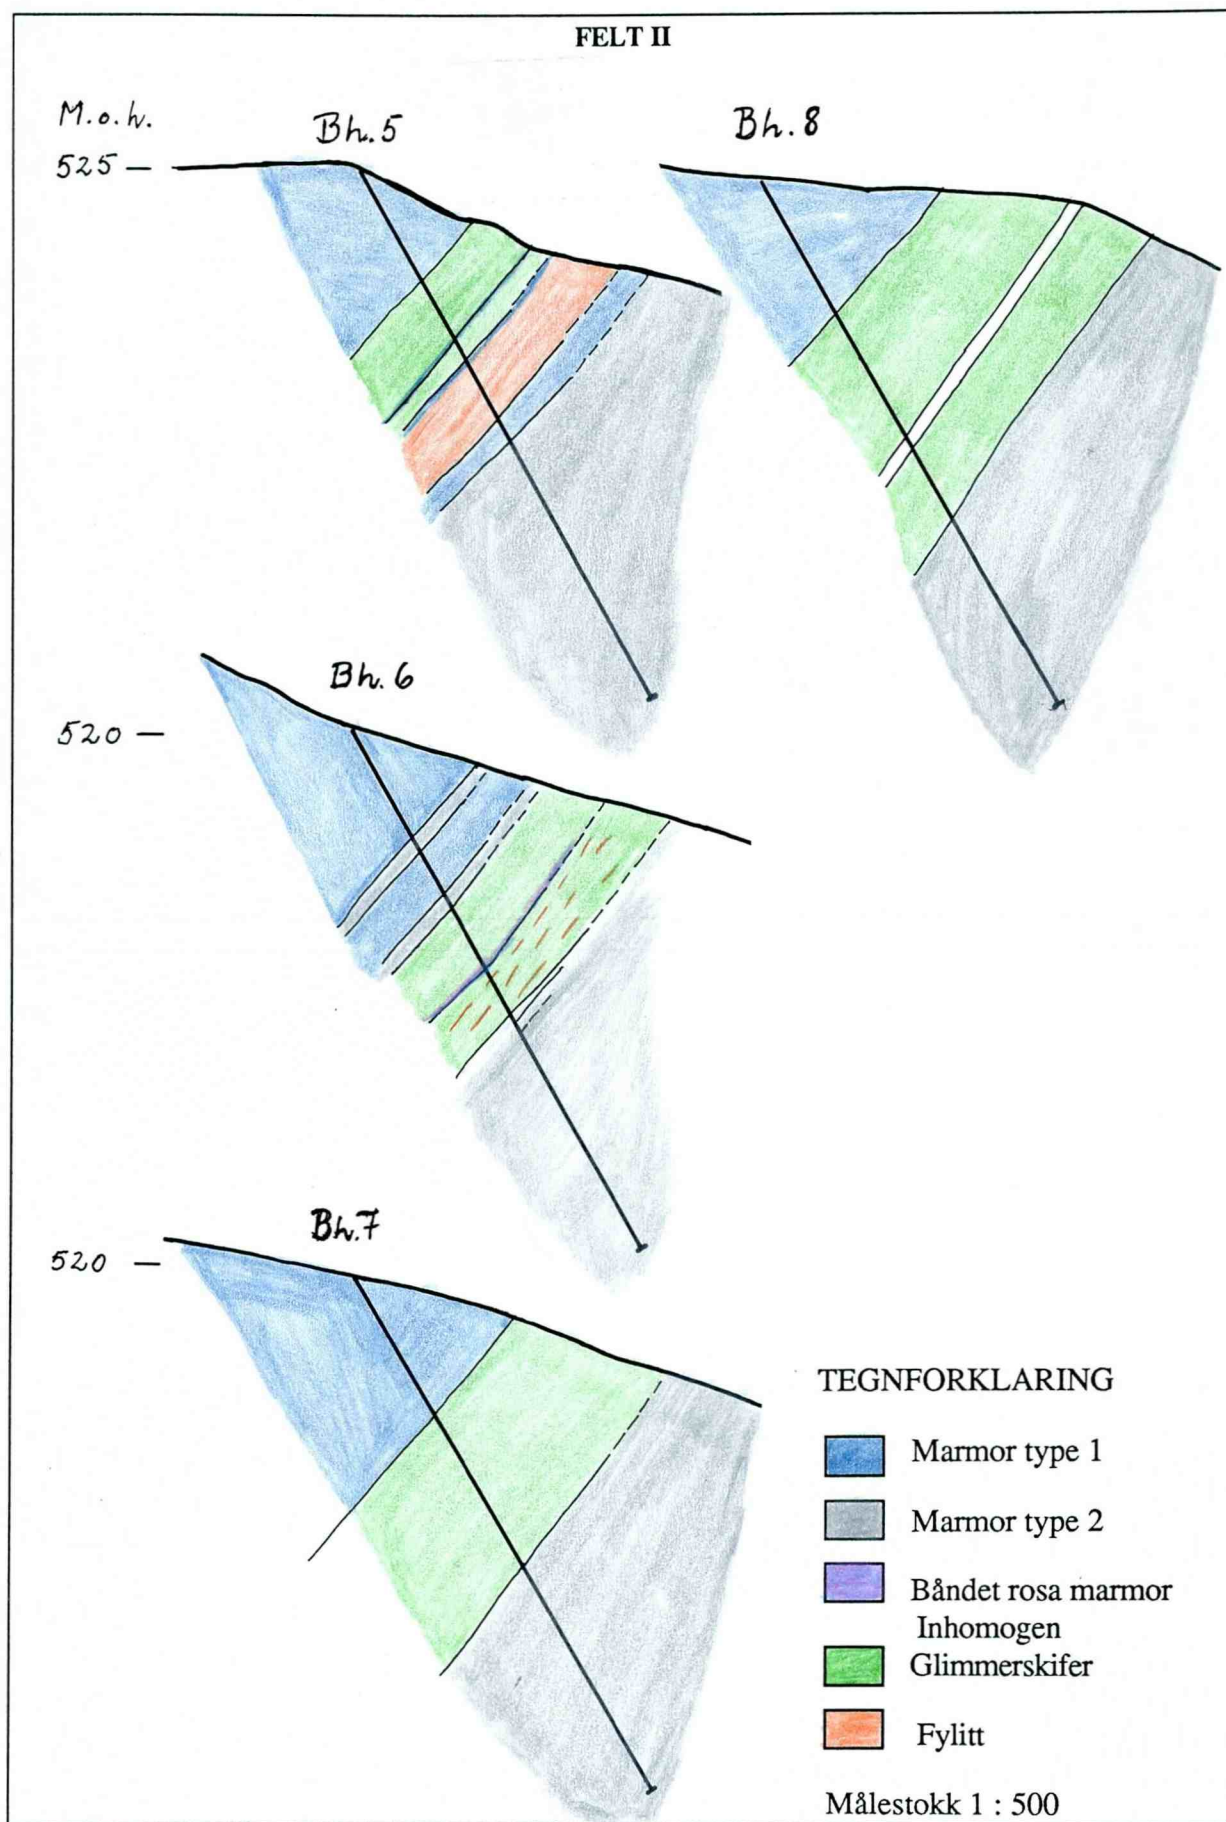 FELT II
M.o.h.
Bh. 5
Bh. 8
525 —
Bh. 6
520 —
Bh. 7
520 —
TEGNFORKLARING
Marmor type 1
Marmor type 2
Båndet rosa marmor
Inhomogen
Glimmerskifer
Fylitt
Målestokk 1 : 500